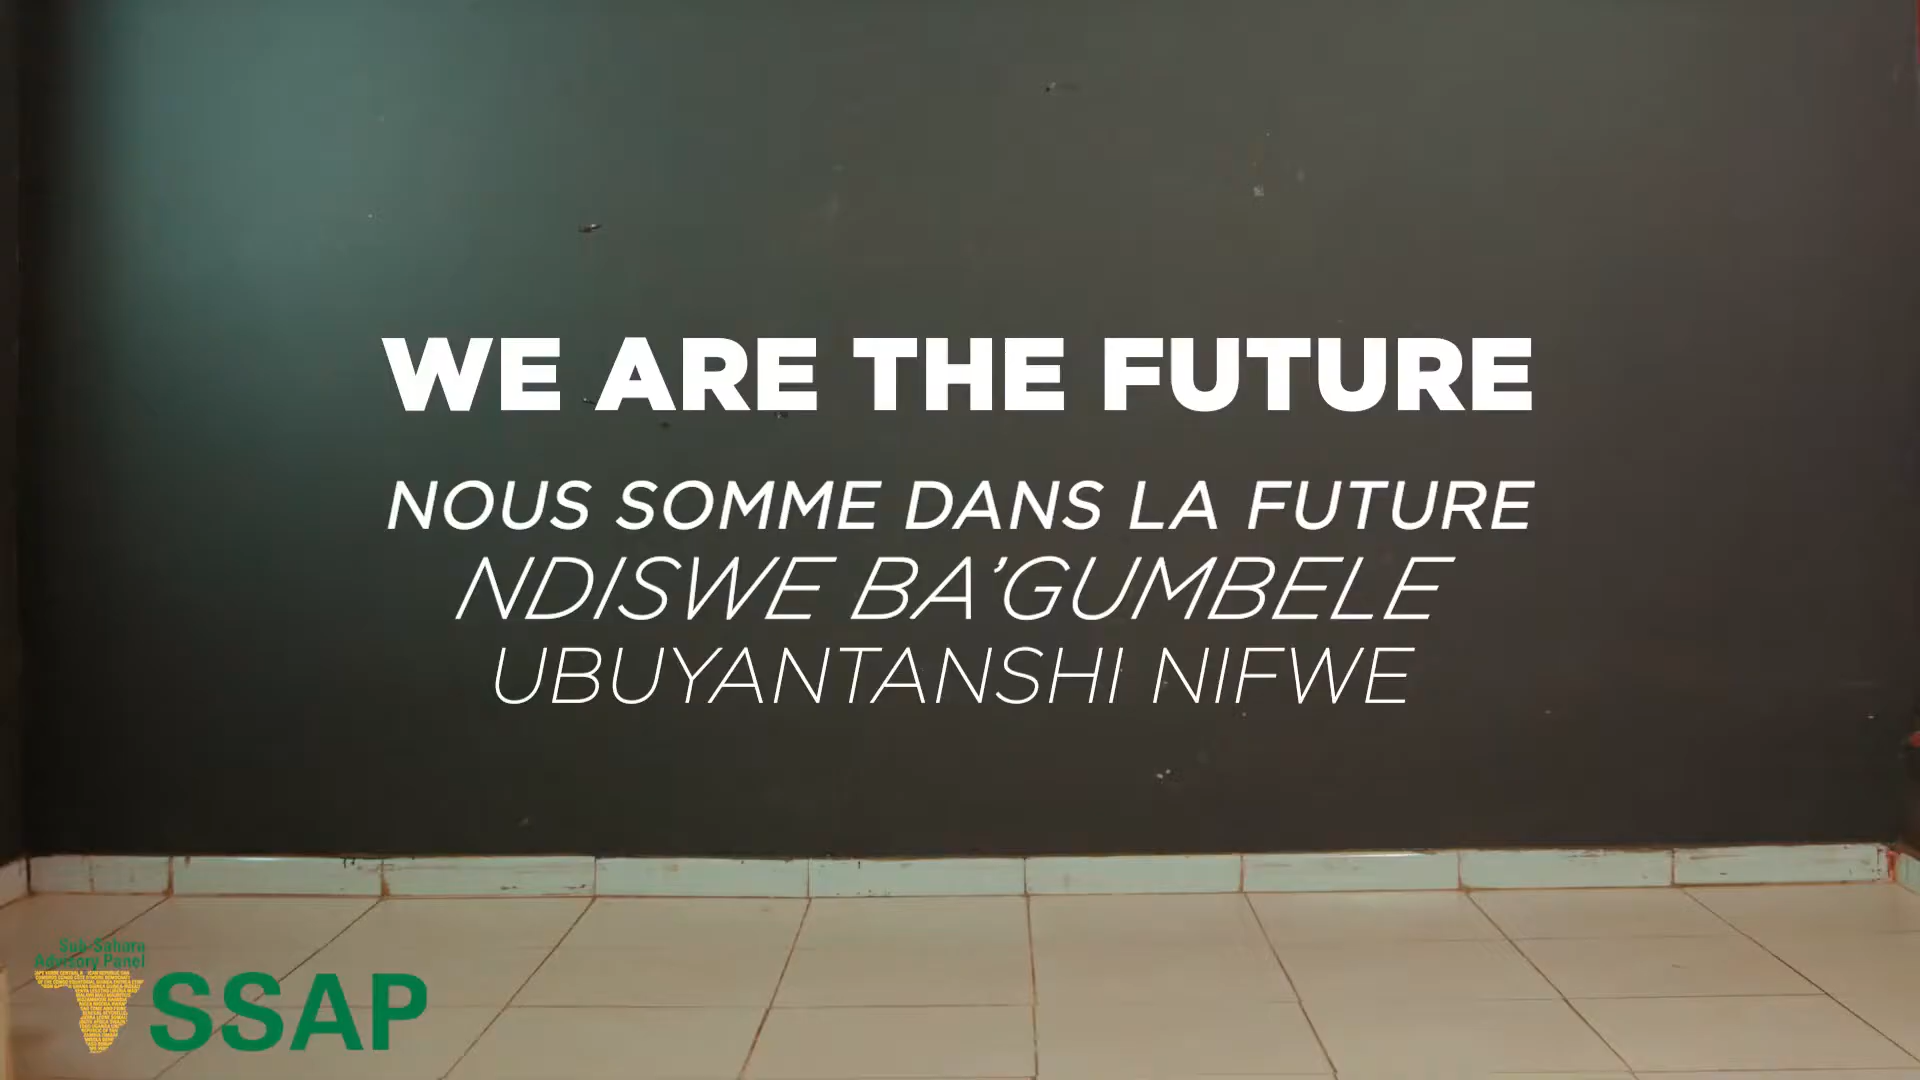 WE ARE THE FUTURE
NOUS SOMME DANS LA FUTURE
NDISWE BA'GUMBELE
UBUYANTANSHI NIFWE
Sub-Sahara
Advisory Panel
SSAP